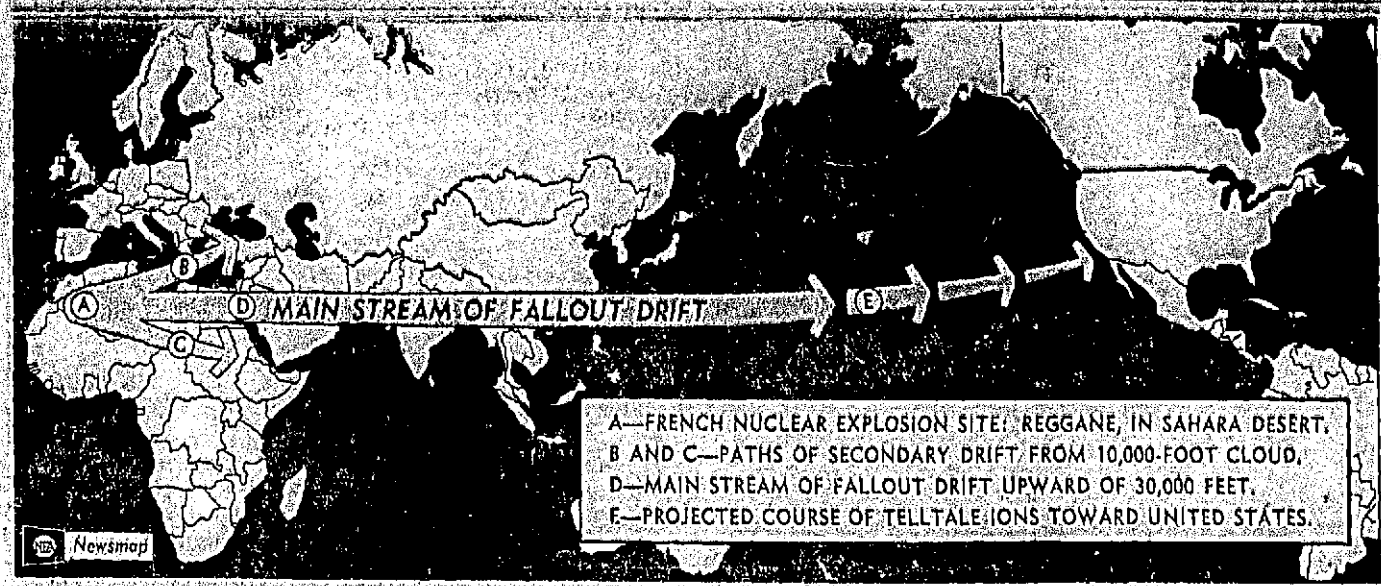 B
A
D
MAIN STREAM OF FALLOUT DRIFT
E
C
A—FRENCH NUCLEAR EXPLOSION SITE: REGGANE, IN SAHARA DESERT.
B AND C—PATHS OF SECONDARY DRIFT FROM 10,000-FOOT CLOUD.
D—MAIN STREAM OF FALLOUT DRIFT UPWARD OF 30,000 FEET.
E—PROJECTED COURSE OF TELLTALE IONS TOWARD UNITED STATES.
NEA Newsmap